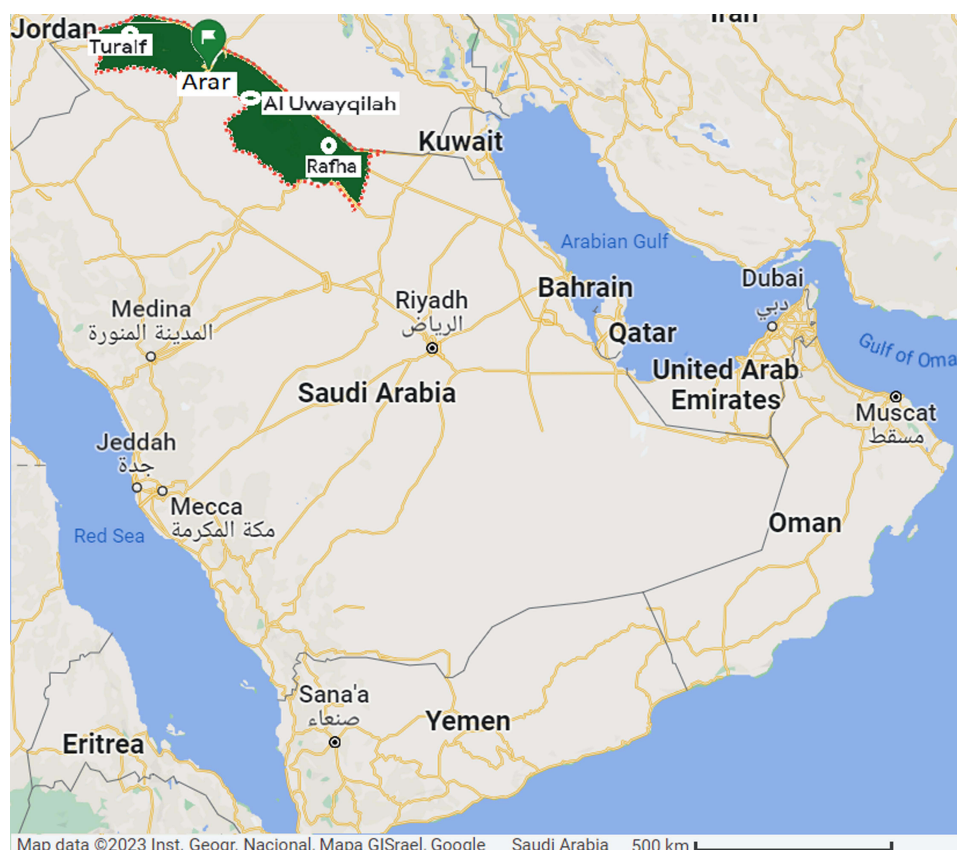 Iran
Jordan
Turalf
Arar
Al Uwayqilah
Kuwait
Rafha
Arabian Gulf
Bahrain
Dubai
دبي
Medina
المدينة المنورة
Riyadh
الرياض
Qatar
Gulf of Oma
United Arab
Emirates
Saudi Arabia
Muscat
مسقط
Jeddah
جدة
Mecca
مكة المكرمة
Red Sea
Oman
Sana'a
صنعاء
Yemen
Eritrea
Map data ©2023 Inst. Geogr. Nacional, Mapa GISrael, Google Saudi Arabia 500 km